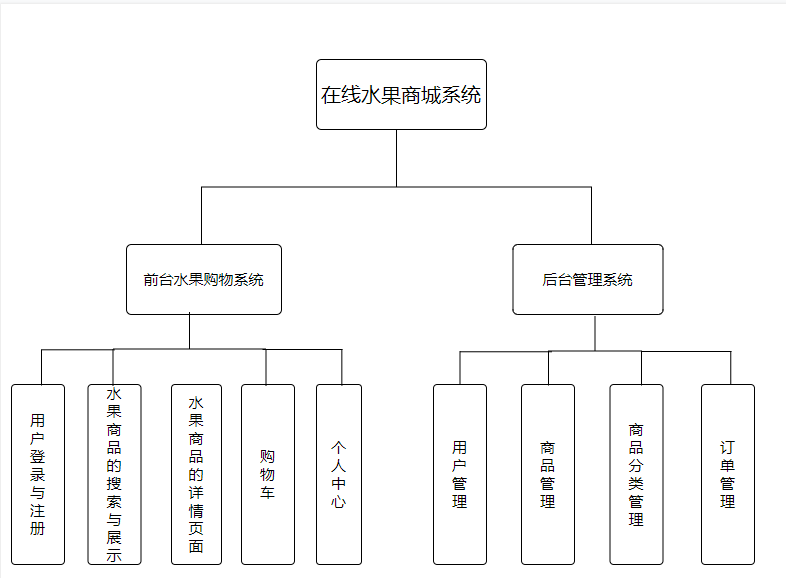 在线水果商城系统
前台水果购物系统
后台管理系统
用户登录与注册
水果商品的搜索与展示
水果商品的详情页面
购物车
个人中心
用户管理
商品管理
商品分类管理
订单管理